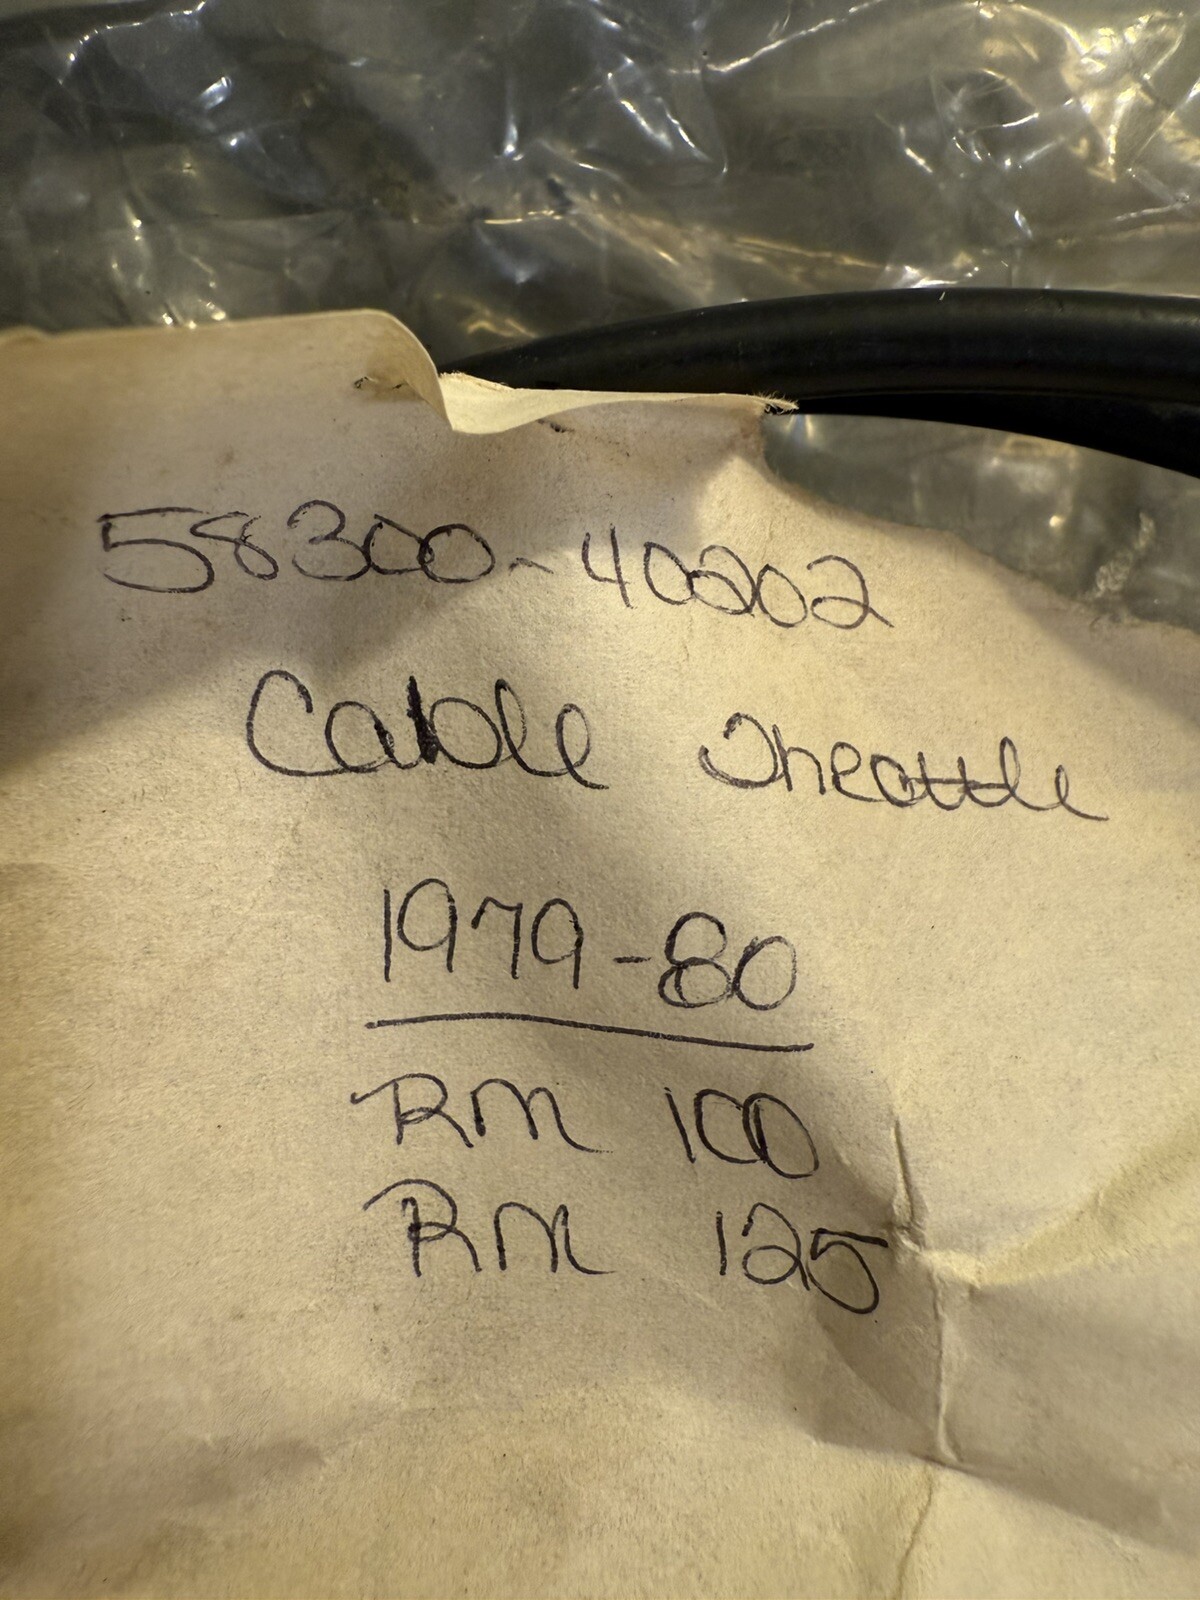 58300-40202
Cable Throttle
1979-80
RM 100
RM 125